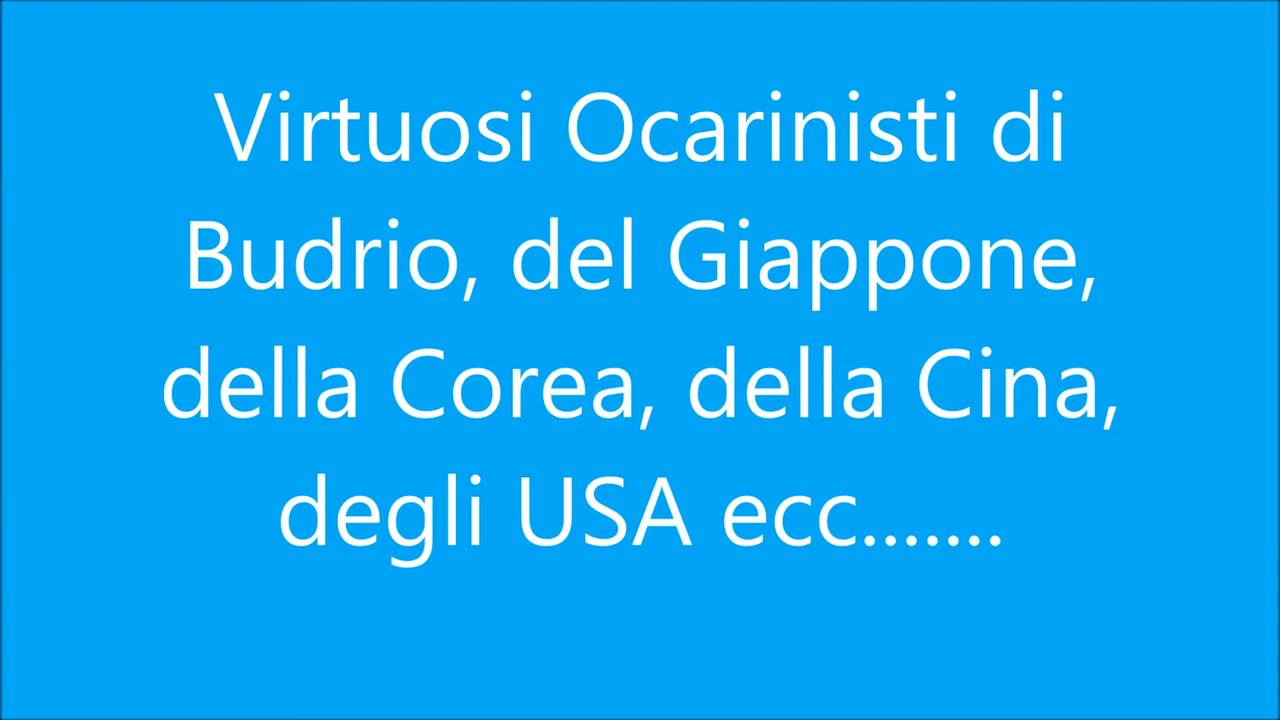 Virtuosi Ocarinisti di
Budrio, del Giappone,
della Corea, della Cina,
degli USA ecc.......